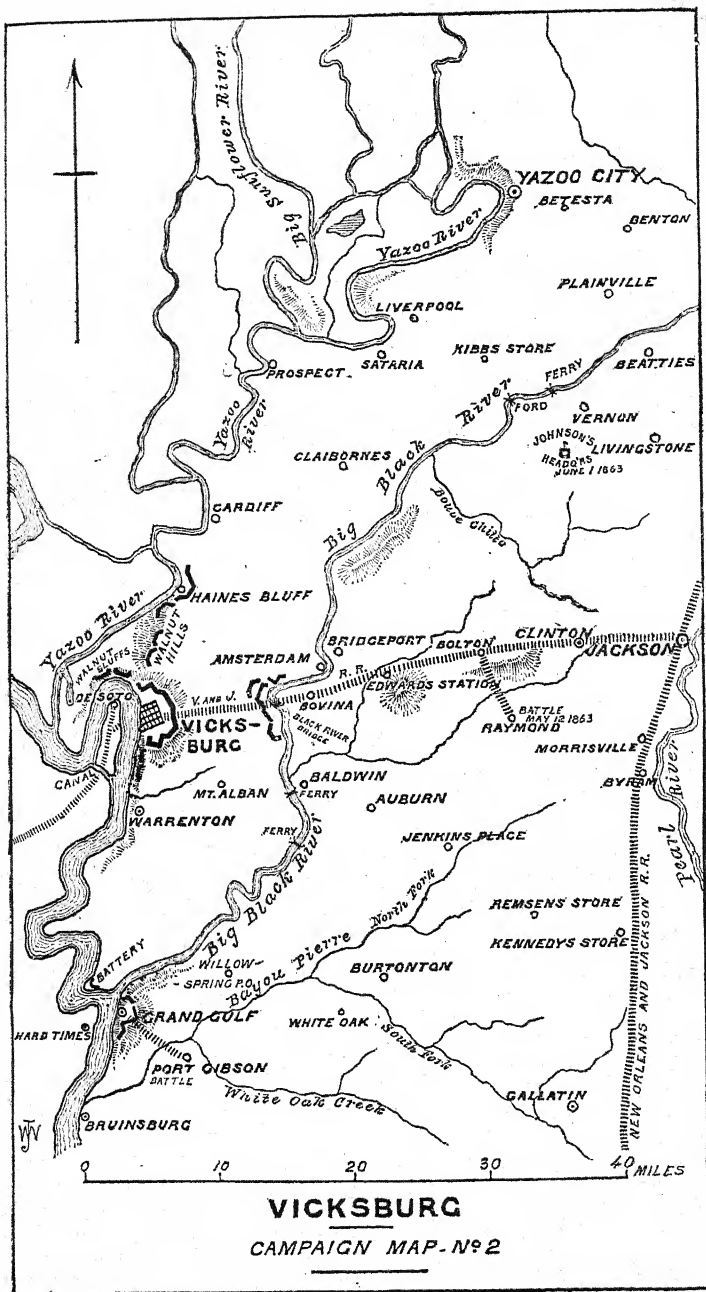 Big Sunflower River
YAZOO CITY
BETESTA
BENTON
Yazoo River
PLAINVILLE
LIVERPOOL
KIBBS STORE
FERRY
BEATTIES
SATARIA
PROSPECT
FORD
VERNON
Yazoo River
Big Black River
JOHNSON'S
HEADQ'RS
JUNE 1 1863
LIVINGSTONE
CLAIBORNES
Bogue Chitto
CARDIFF
HAINES BLUFF
Yazoo River
WALNUT HILLS
WALNUT BLUFFS
AMSTERDAM
BRIDGEPORT
BOLTON
CLINTON
JACKSON
R.R.
EDWARDS STATION
DE SOTO
V. AND J.
BOVINA
BATTLE
MAY 12 1863
RAYMOND
VICKS-
BURG
BLACK RIVER
BRIDGE
MORRISVILLE
CANAL
MT. ALBAN
BALDWIN
FERRY
BYRAM
AUBURN
WARRENTON
FERRY
JENKINS PLACE
Pearl River
Big Black River
Bayou Pierre North Fork
REMSENS STORE
KENNEDYS STORE
BATTERY
WILLOW
SPRING P.O.
BURTONTON
GRAND GULF
WHITE OAK
South Fork
HARD TIMES
PORT GIBSON
BATTLE
White Oak Creek
GALLATIN
NEW ORLEANS AND JACKSON R.R.
BRUINSBURG
WJN
0 10 20 30 40 MILES
VICKSBURG
CAMPAIGN MAP-Nº 2